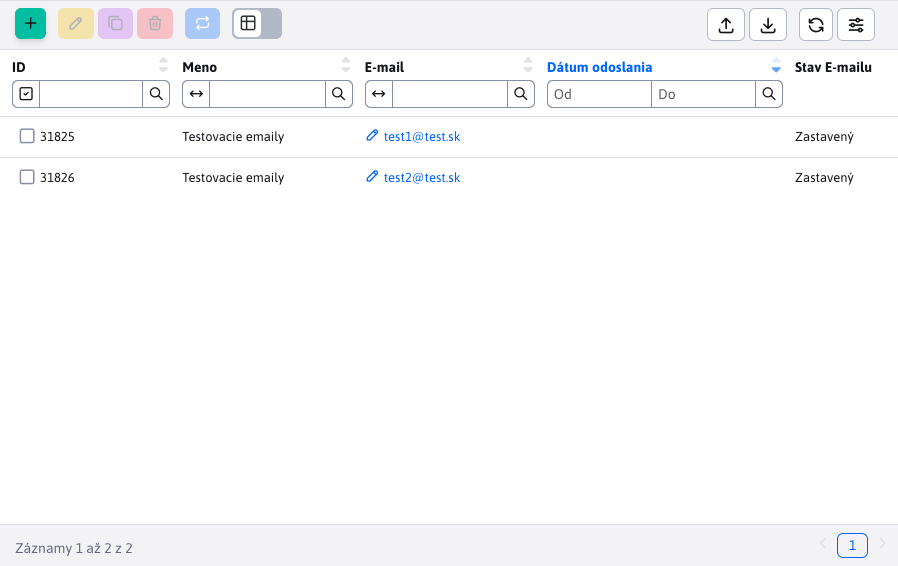 ID Meno E-mail Dátum odoslania Stav E-mailu
Od Do
31825 Testovacie emaily test1@test.sk Zastavený
31826 Testovacie emaily test2@test.sk Zastavený
Záznamy 1 až 2 z 2 1